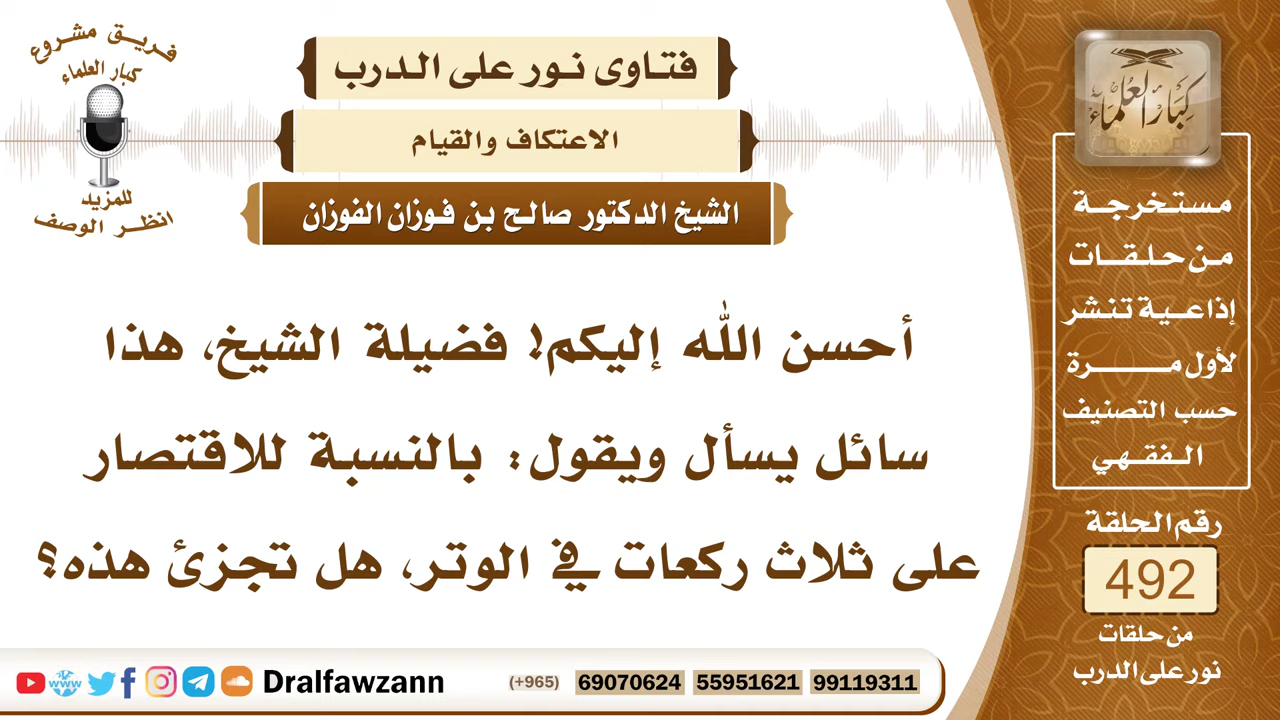 فريق مشروع
كبار العلماء
للمزيد
انظر الوصف
فتاوى نور على الدرب
الاعتكاف والقيام
الشيخ الدكتور صالح بن فوزان الفوزان
أحسن الله إليكم! فضيلة الشيخ، هذا
سائل يسأل ويقول: بالنسبة للاقتصار
على ثلاث ركعات في الوتر، هل تجزئ هذه؟
كبار العلماء
مستخرجة
من حلقات
إذاعية تنشر
لأول مرة
حسب التصنيف
الفقهي
رقم الحلقة
492
من حلقات
نور على الدرب
www Dralfawzann (+965) 69070624 55951621 99119311